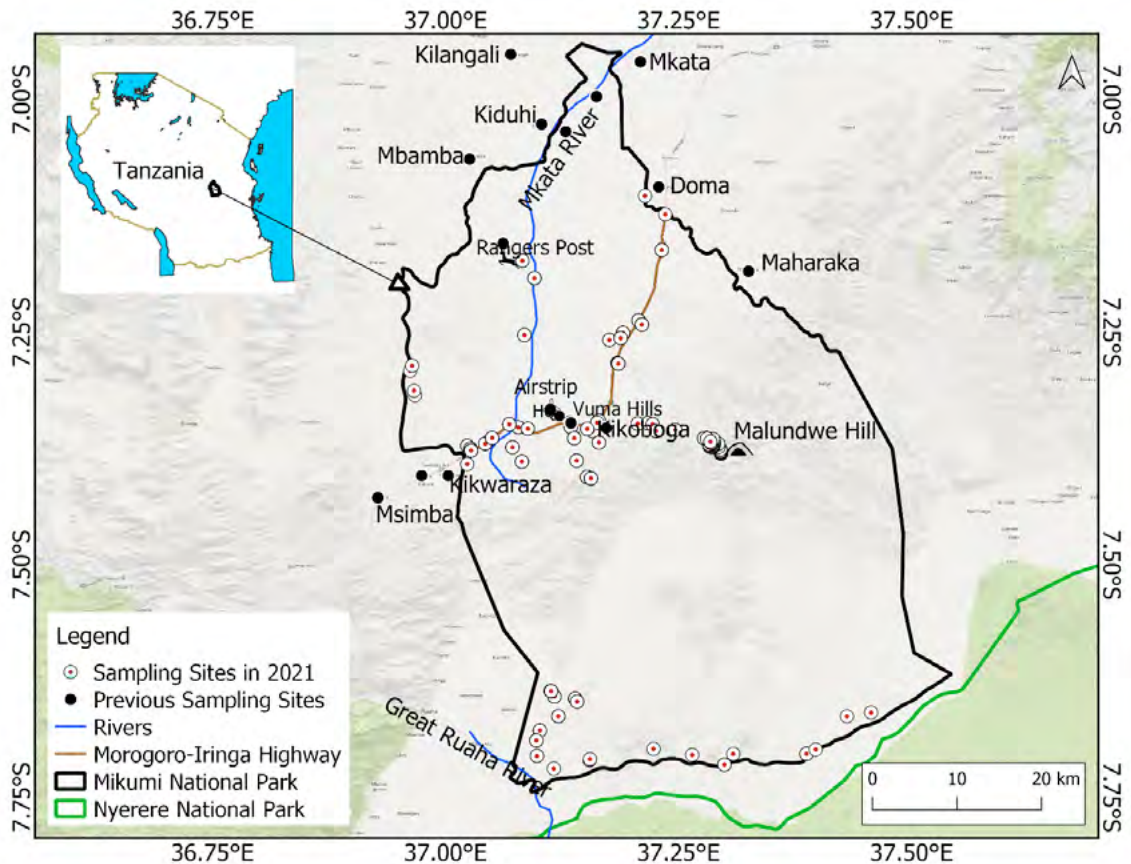 36.75°E 37.00°E 37.25°E 37.50°E
Kilangali
Mkata
7.00°S
7.00°S
Kiduhi
Mbamba
Mkata River
Tanzania
Doma
Rangers Post
Maharaka
7.25°S
7.25°S
Airstrip
Vuma Hills
Kikoboga
Malundwe Hill
Kikwaraza
Msimba
7.50°S
7.50°S
Legend
Sampling Sites in 2021
Previous Sampling Sites
Rivers
Morogoro-Iringa Highway
Mikumi National Park
Nyerere National Park
Great Ruaha River
0 10 20 km
7.75°S
7.75°S
36.75°E 37.00°E 37.25°E 37.50°E